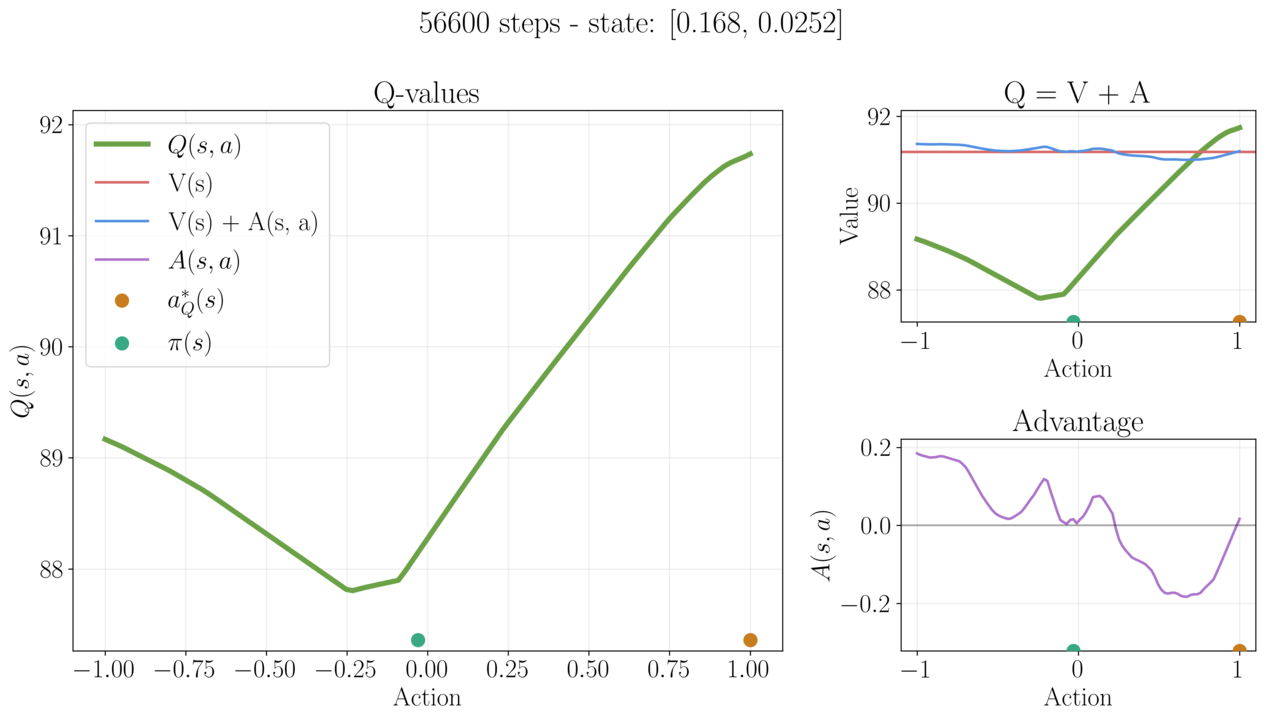 56600 steps - state: [0.168, 0.0252]
Q-values
92
91
90
89
88
Q(s, a)
Q(s, a)
V(s)
V(s) + A(s, a)
A(s, a)
a*Q(s)
π(s)
−1.00 −0.75 −0.50 −0.25 0.00 0.25 0.50 0.75 1.00
Action
Q = V + A
92
90
88
Value
−1 0 1
Action
Advantage
0.2
0.0
−0.2
A(s, a)
−1 0 1
Action